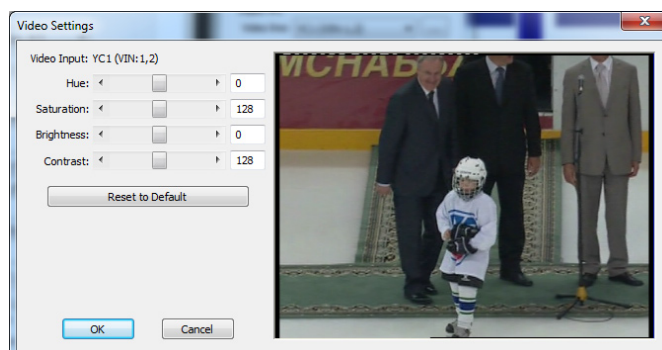 Video Settings
Video Input: YC1 (VIN:1,2)
Hue: 0
Saturation: 128
Brightness: 0
Contrast: 128
Reset to Default
OK Cancel